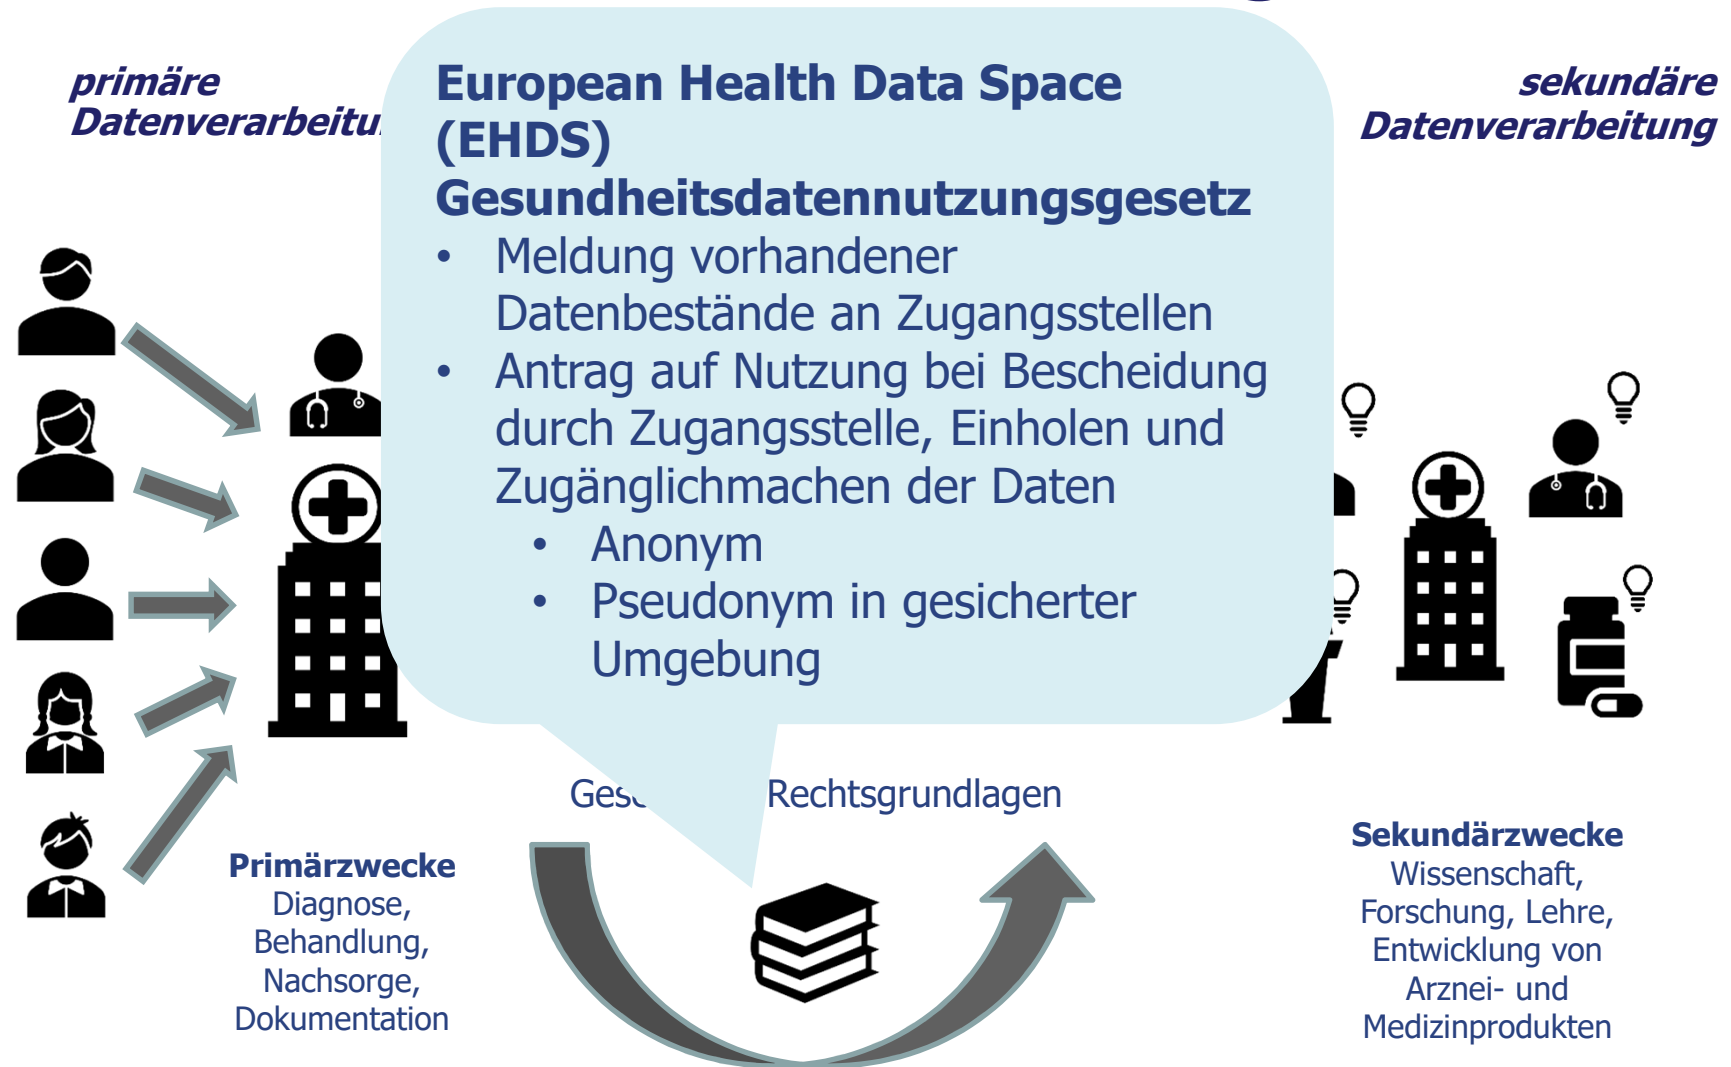 primäre
European Health Data Space
(EHDS)
Gesundheitsdatennutzungsgesetz
• Meldung vorhandener
Datenbestände an Zugangsstellen
• Antrag auf Nutzung bei Bescheidung
durch Zugangsstelle, Einholen und
Zugänglichmachen der Daten
• Anonym
• Pseudonym in gesicherter
Umgebung
sekundäre
Datenverarbeitung
Rechtsgrundlagen
Primärzwecke
Diagnose,
Behandlung,
Nachsorge,
Dokumentation
Sekundärzwecke
Wissenschaft,
Forschung, Lehre,
Entwicklung von
Arznei- und
Medizinprodukten